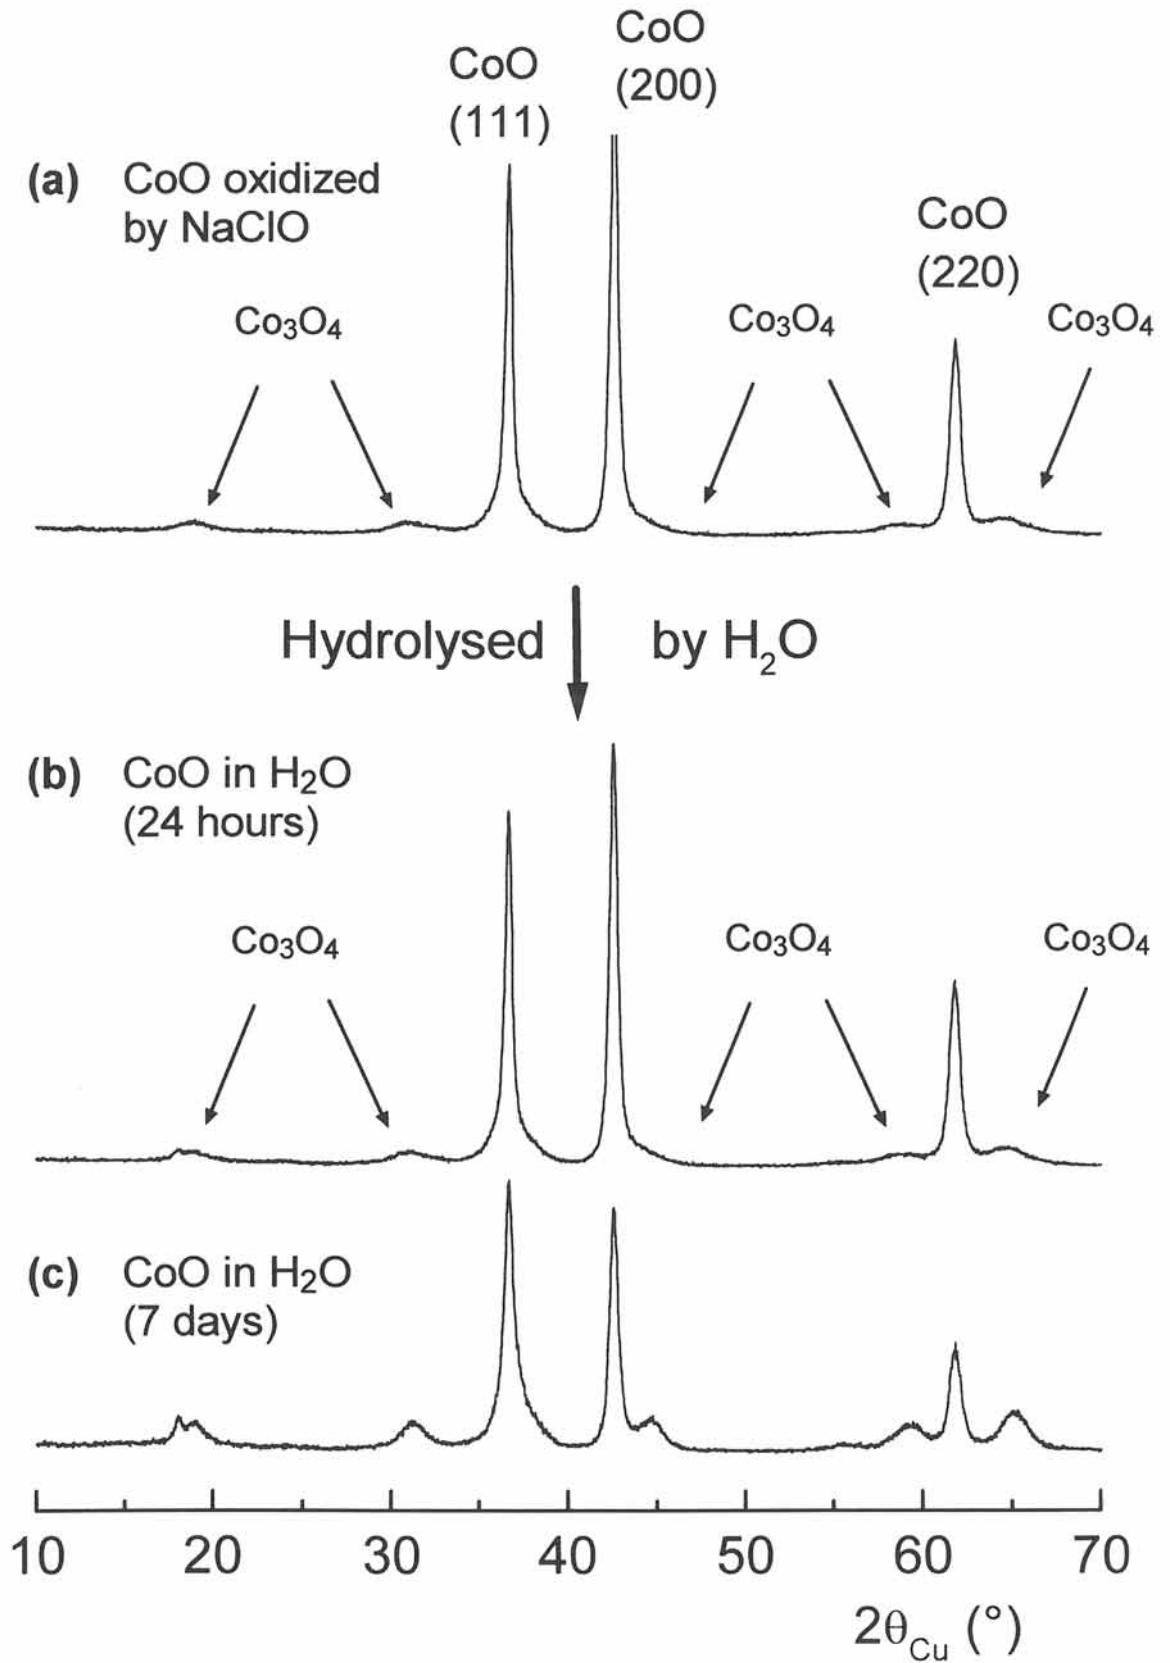 CoO
(111)
CoO
(200)
(a) CoO oxidized
by NaClO
CoO
(220)
Co₃O₄
Co₃O₄
Co₃O₄
Hydrolysed by H₂O
(b) CoO in H₂O
(24 hours)
Co₃O₄
Co₃O₄
Co₃O₄
(c) CoO in H₂O
(7 days)
10 20 30 40 50 60 70
2θCu (°)